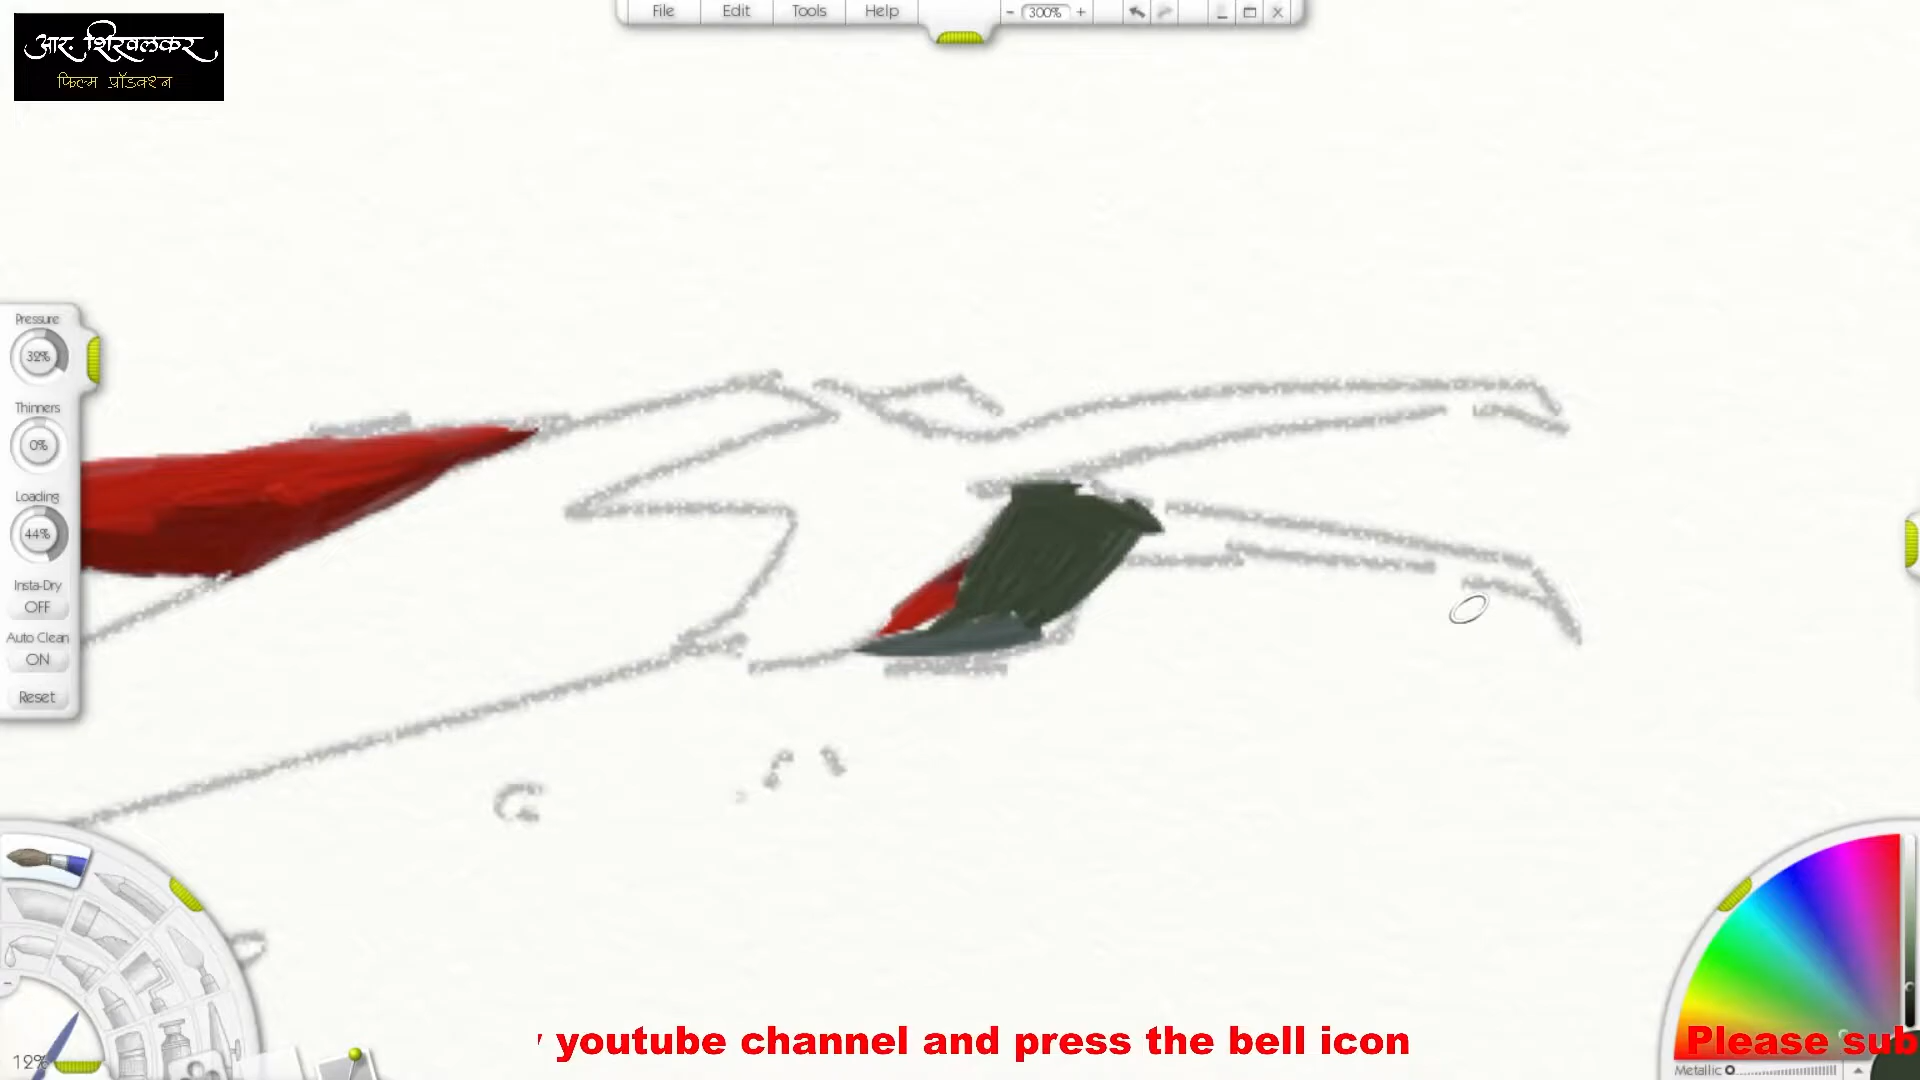 File Edit Tools Help - 300% +
आर. शिरवलकर
फिल्म प्रॉडक्शन
Pressure
32%
Thinners
0%
Loading
44%
Insta-Dry
OFF
Auto Clean
ON
Reset
12%
youtube channel and press the bell icon
Please sub
Metallic